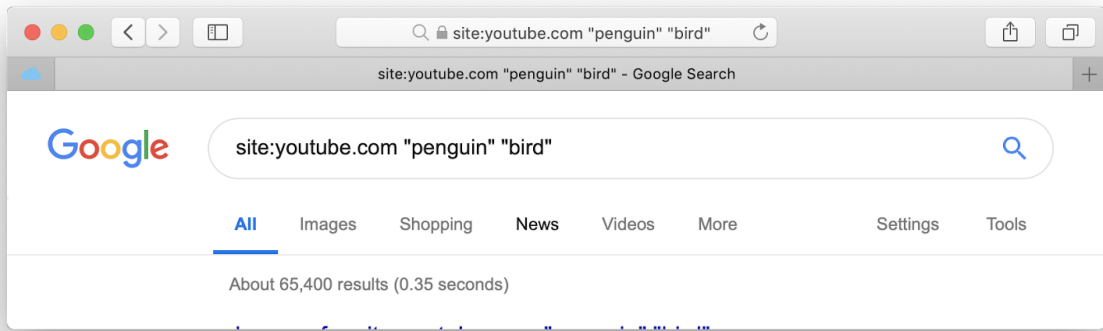 site:youtube.com "penguin" "bird"
site:youtube.com "penguin" "bird" - Google Search
Google
site:youtube.com "penguin" "bird"
All Images Shopping News Videos More Settings Tools
About 65,400 results (0.35 seconds)